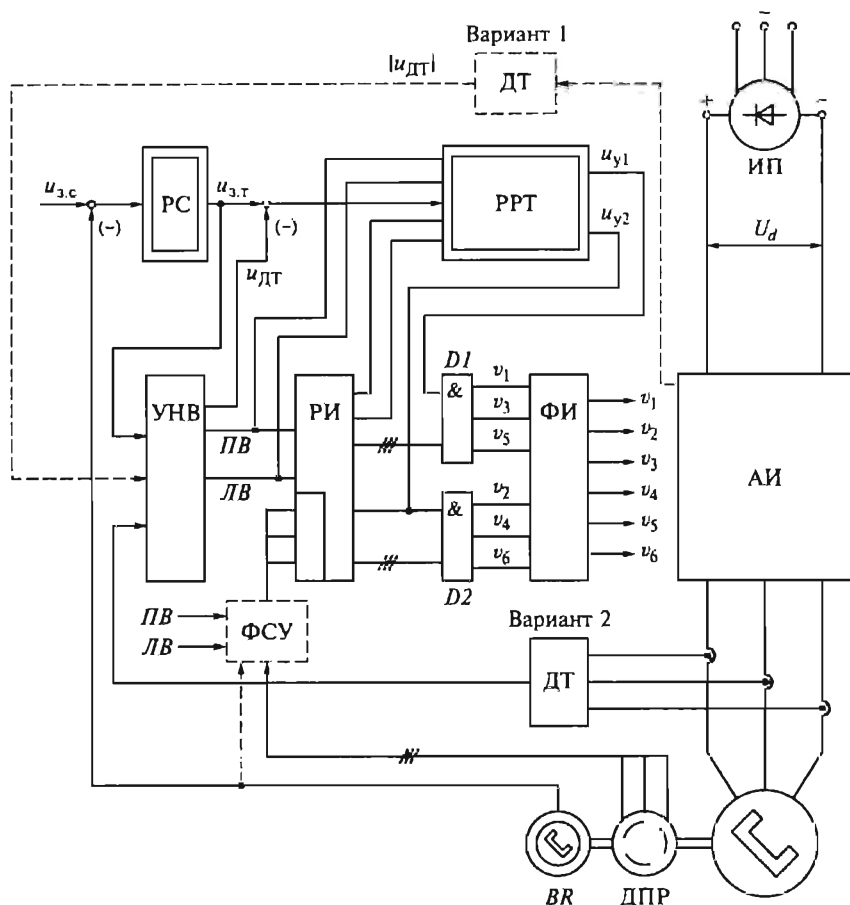 Вариант 1
|u_ДТ|
ДТ
~
+
−
ИП
u_з.с
(−)
РС
u_з.т
(−)
u_ДТ
РРТ
u_у1
u_у2
U_d
УНВ
ПВ
ЛВ
РИ
D1
&
v_1
v_3
v_5
&
v_2
v_4
v_6
D2
ФИ
v_1
v_2
v_3
v_4
v_5
v_6
АИ
ПВ
ЛВ
ФСУ
Вариант 2
ДТ
BR
ДПР